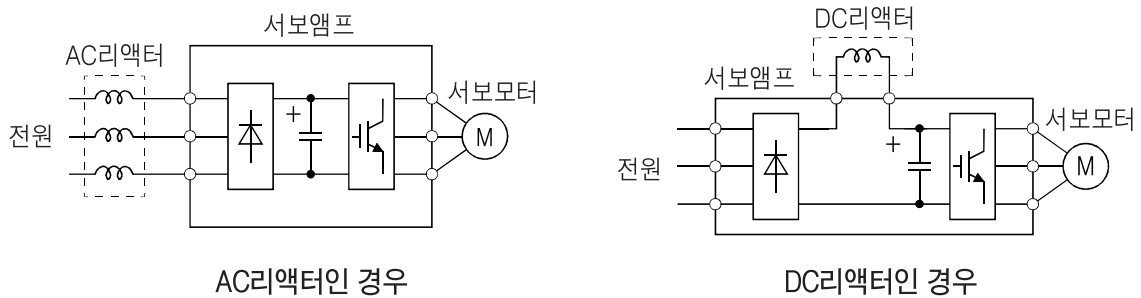 서보앰프
AC리액터
서보모터
+
전원
M
AC리액터인 경우
DC리액터
서보앰프
서보모터
+
전원
M
DC리액터인 경우